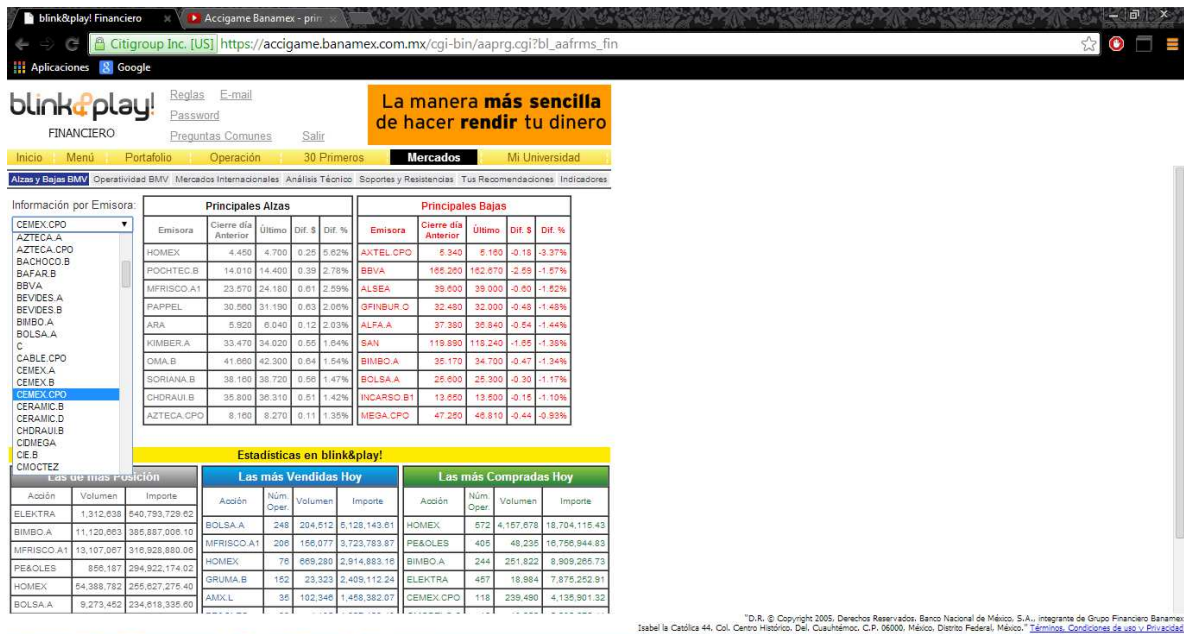 blink&play! Financiero
Accigame Banamex - prin
Citigroup Inc. [US] https://accigame.banamex.com.mx/cgi-bin/aaprg.cgi?bl_aafrms_fin
Aplicaciones Google
blink&play!
FINANCIERO
Reglas E-mail
Password
Preguntas Comunes Salir
La manera más sencilla
de hacer rendir tu dinero
Inicio Menú Portafolio Operación 30 Primeros Mercados Mi Universidad
Alzas y Bajas BMV Operatividad BMV Mercados Internacionales Análisis Técnico Soportes y Resistencias Tus Recomendaciones Indicadores
Información por Emisora:
CEMEX.CPO
AZTECA.A
AZTECA.CPO
BACHOCO.B
BAFAR.B
BBVA
BEVIDES.A
BEVIDES.B
BIMBO.A
BOLSA.A
C
CABLE.CPO
CEMEX.A
CEMEX.B
CEMEX.CPO
CERAMIC.B
CERAMIC.D
CHDRAUI.B
CIDMEGA
CIE.B
CMOCTEZ
Principales Alzas
Emisora Cierre día Anterior Último Dif. $ Dif. %
HOMEX 4.450 4.700 0.25 5.62%
POCHTEC.B 14.010 14.400 0.39 2.78%
MFRISCO.A1 23.570 24.180 0.61 2.59%
PAPPEL 30.560 31.190 0.63 2.06%
ARA 5.920 6.040 0.12 2.03%
KIMBER.A 33.470 34.020 0.55 1.64%
OMA.B 41.660 42.300 0.64 1.54%
SORIANA.B 38.160 38.720 0.56 1.47%
CHDRAUI.B 35.800 36.310 0.51 1.42%
AZTECA.CPO 8.160 8.270 0.11 1.35%
Principales Bajas
Emisora Cierre día Anterior Último Dif. $ Dif. %
AXTEL.CPO 5.340 5.160 -0.18 -3.37%
BBVA 165.260 162.670 -2.59 -1.57%
ALSEA 39.600 39.000 -0.60 -1.52%
GFINBUR.O 32.480 32.000 -0.48 -1.48%
ALFA.A 37.380 36.840 -0.54 -1.44%
SAN 119.890 118.240 -1.65 -1.38%
BIMBO.A 35.170 34.700 -0.47 -1.34%
BOLSA.A 25.600 25.300 -0.30 -1.17%
INCARSO.B1 13.650 13.500 -0.15 -1.10%
MEGA.CPO 47.250 46.810 -0.44 -0.93%
Estadísticas en blink&play!
Las de más Posición
Acción Volumen Importe
ELEKTRA 1,312,638 540,793,729.62
BIMBO.A 11,120,663 385,887,006.10
MFRISCO.A1 13,107,067 316,928,880.06
PE&OLES 856,187 294,922,174.02
HOMEX 54,388,782 255,627,275.40
BOLSA.A 9,273,452 234,618,335.60
Las más Vendidas Hoy
Acción Núm. Oper. Volumen Importe
BOLSA.A 248 204,512 5,128,143.61
MFRISCO.A1 206 156,077 3,723,783.87
HOMEX 76 669,280 2,914,883.16
GRUMA.B 152 23,323 2,409,112.24
AMX.L 35 102,346 1,458,382.07
Las más Compradas Hoy
Acción Núm. Oper. Volumen Importe
HOMEX 572 4,157,678 18,704,115.43
PE&OLES 405 48,235 16,756,944.83
BIMBO.A 244 251,822 8,909,265.73
ELEKTRA 457 18,984 7,875,252.91
CEMEX.CPO 118 239,490 4,135,901.32
"D.R. © Copyright 2005, Derechos Reservados. Banco Nacional de México, S.A., integrante de Grupo Financiero Banamex
Isabel la Católica 44. Col. Centro Histórico. Del. Cuauhtémoc. C.P. 06000, México, Distrito Federal, México." Términos, Condiciones de uso y Privacidad